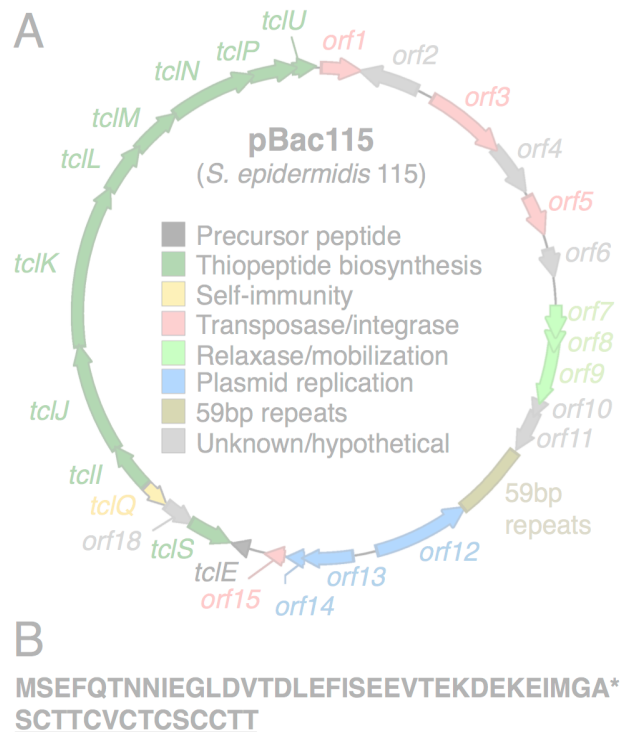 A
tclU
orf1
orf2
tclP
tclN
orf3
tclM
pBac115
orf4
tclL
(S. epidermidis 115)
orf5
Precursor peptide
orf6
tclK
Thiopeptide biosynthesis
Self-immunity
orf7
Transposase/integrase
orf8
Relaxase/mobilization
orf9
Plasmid replication
orf10
tclJ
59bp repeats
orf11
Unknown/hypothetical
tclI
59bp
repeats
tclQ
orf18
tclS
orf12
tclE
orf13
orf15
orf14
B
MSEFQTNNIEGLDVTDLEFISEEVTEKDEKEIMGA*
SCTTCVCTCSCCTT